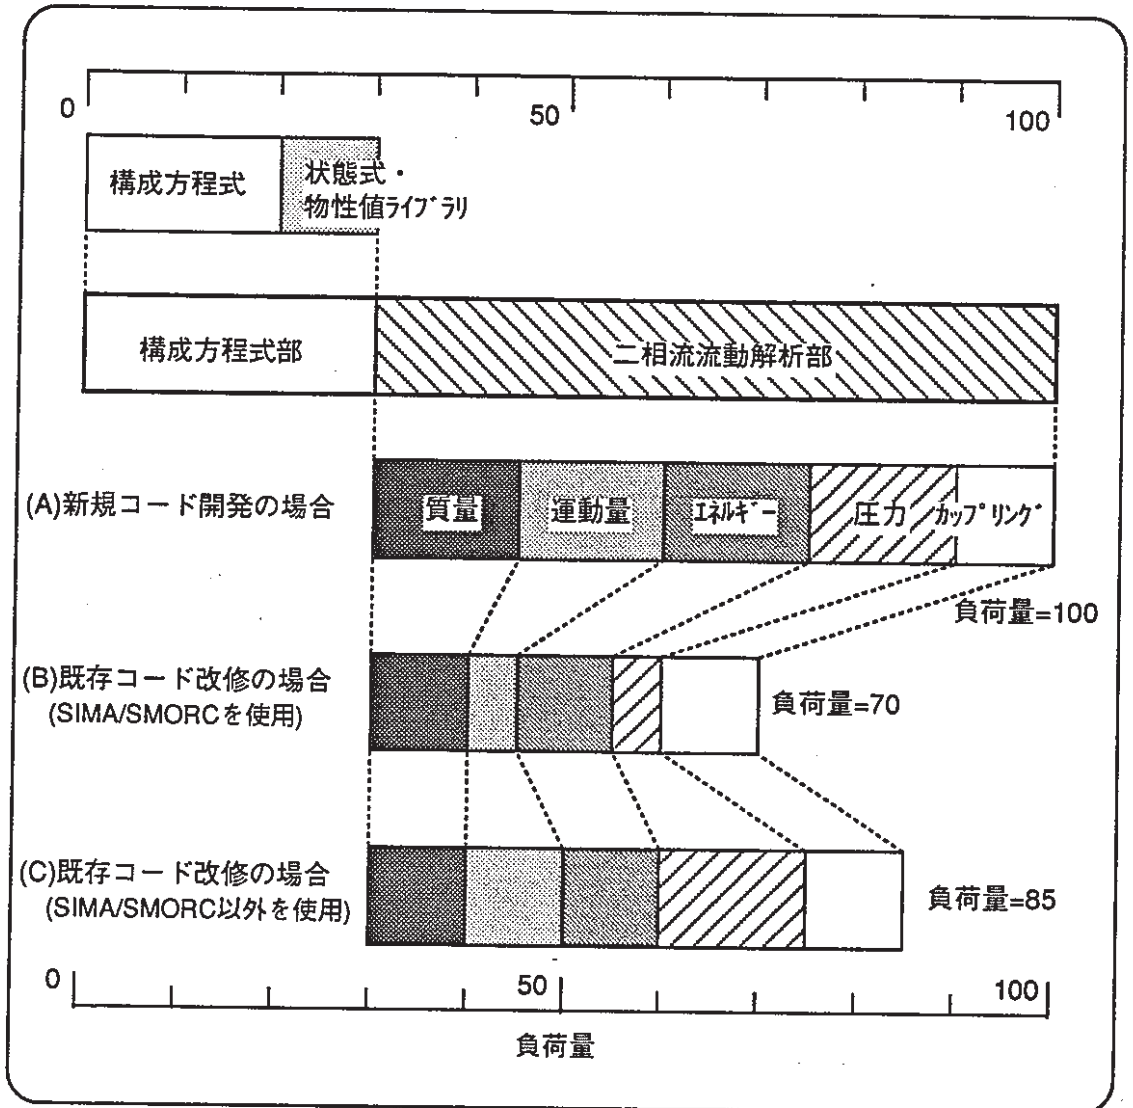 0
50
100
構成方程式
状態式・
物性値ﾗｲﾌﾞﾗﾘ
構成方程式部
二相流流動解析部
(A)新規コード開発の場合
質量
運動量
ｴﾈﾙｷﾞｰ
圧力
ｶｯﾌﾟﾘﾝｸﾞ
負荷量=100
(B)既存コード改修の場合
(SIMA/SMORCを使用)
負荷量=70
(C)既存コード改修の場合
(SIMA/SMORC以外を使用)
負荷量=85
0
50
100
負荷量